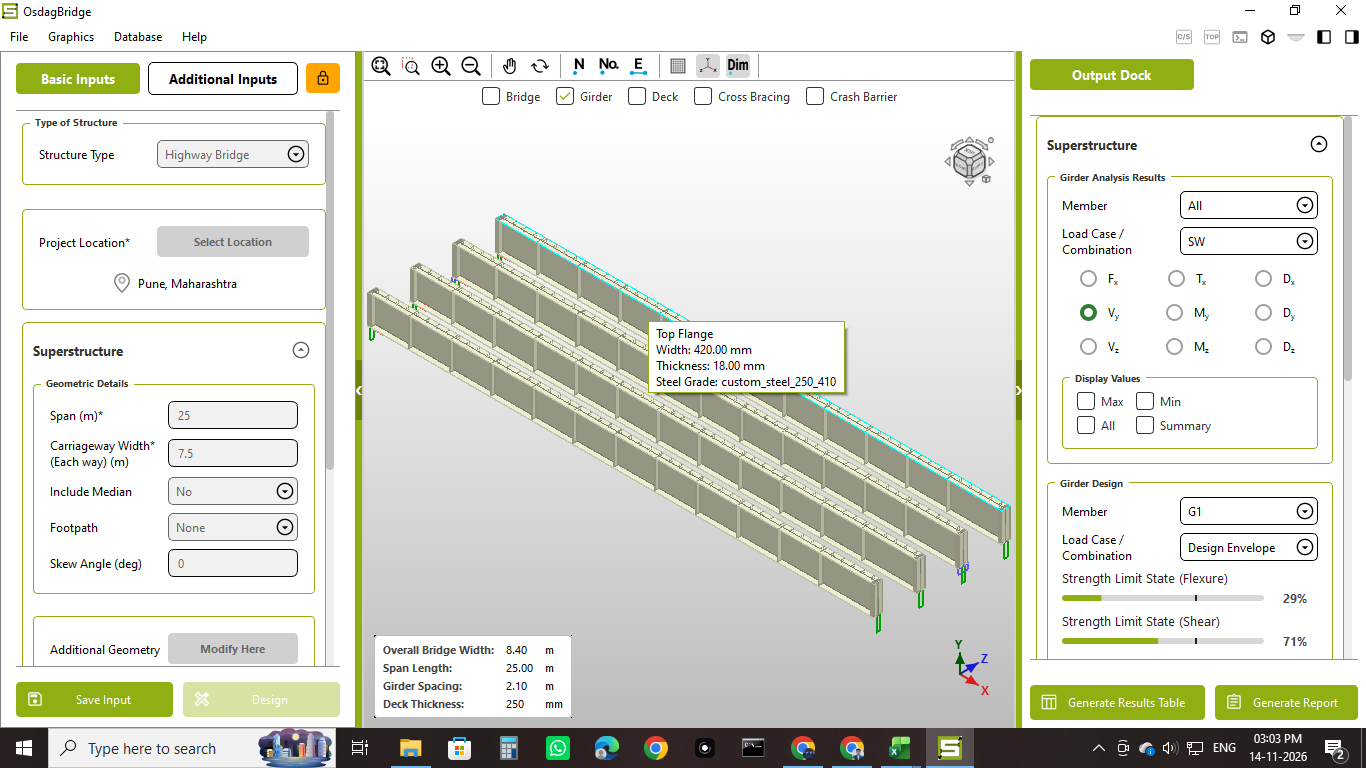 OsdagBridge
File Graphics Database Help
C/S TOP
Basic Inputs
Additional Inputs
Type of Structure
Structure Type
Highway Bridge
Project Location*
Select Location
Pune, Maharashtra
Superstructure
Geometric Details
Span (m)*
25
Carriageway Width*
(Each way) (m)
7.5
Include Median
No
Footpath
None
Skew Angle (deg)
0
Additional Geometry
Modify Here
Save Input
Design
N No. E Dim
Bridge Girder Deck Cross Bracing Crash Barrier
Top Flange
Width: 420.00 mm
Thickness: 18.00 mm
Steel Grade: custom_steel_250_410
Overall Bridge Width: 8.40 m
Span Length: 25.00 m
Girder Spacing: 2.10 m
Deck Thickness: 250 mm
Y
Z
X
Output Dock
Superstructure
Girder Analysis Results
Member
All
Load Case /
Combination
SW
Fx Tx Dx
Vy My Dy
Vz Mz Dz
Display Values
Max Min
All Summary
Girder Design
Member
G1
Load Case /
Combination
Design Envelope
Strength Limit State (Flexure)
29%
Strength Limit State (Shear)
71%
Generate Results Table
Generate Report
Type here to search
ENG
03:03 PM
14-11-2026
2